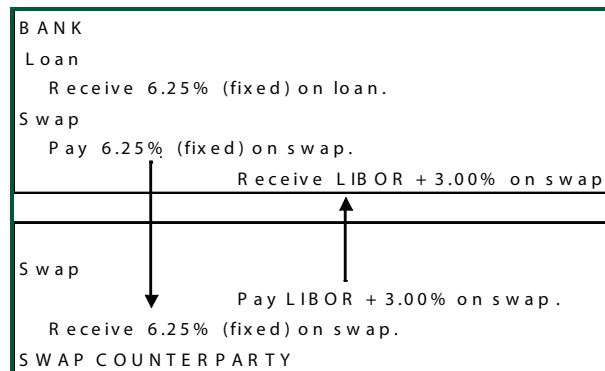 BANK
Loan
Receive 6.25% (fixed) on loan.
Swap
Pay 6.25% (fixed) on swap.
Receive LIBOR + 3.00% on swap
Swap
Pay LIBOR + 3.00% on swap.
Receive 6.25% (fixed) on swap.
SWAP COUNTERPARTY